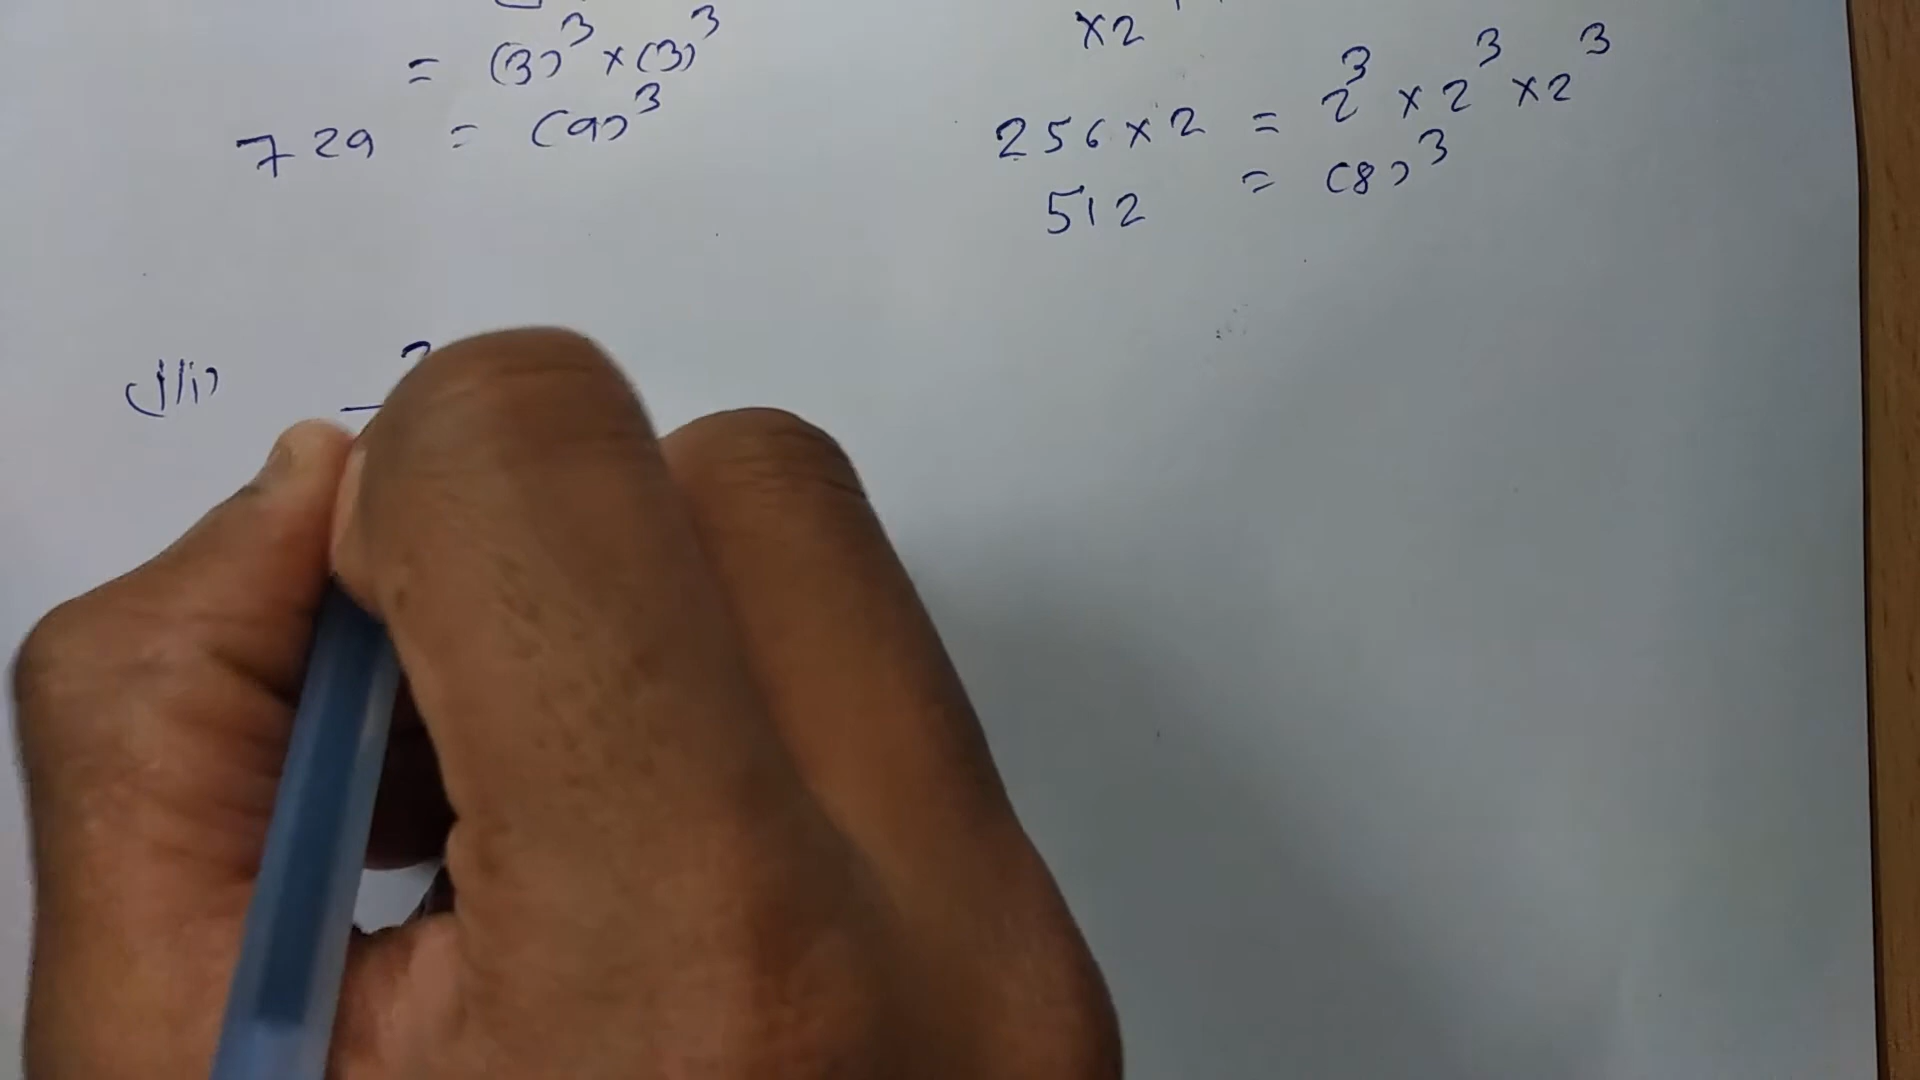 = (3)³ × (3)³
729 = (9)³
×2
256 × 2 = 2³ × 2³ × 2³
512 = (8)³
(iii)